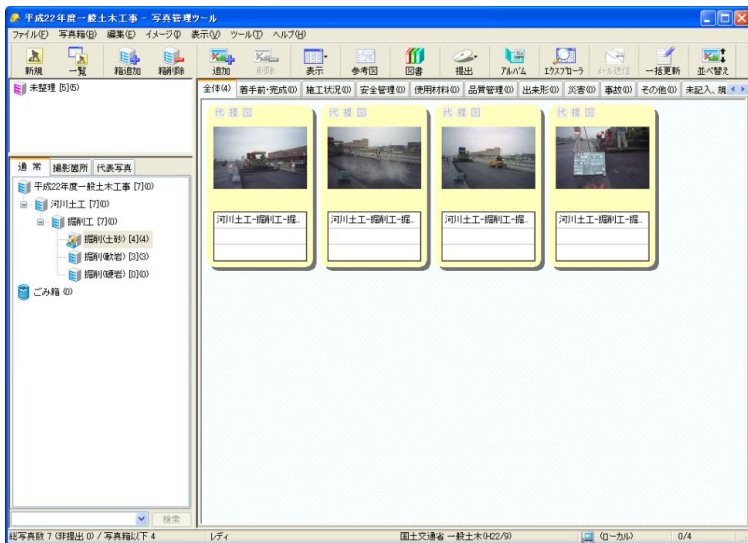 平成22年度一般土木工事 - 写真管理ツール
ファイル(F) 写真箱(B) 編集(E) イメージ(I) 表示(V) ツール(T) ヘルプ(H)
新規 一覧 箱追加 箱削除 追加 削除 表示 参考図 図書 提出 アルバム エクスプローラ メール送信 一括更新 並べ替え
未整理 [5](5)
全体(4) 着手前・完成(0) 施工状況(0) 安全管理(0) 使用材料(0) 品質管理(0) 出来形(0) 災害(0) 事故(0) その他(0) 未記入、規
代 提 図 代 提 図 代 提 図 代 提 図
河川土工-掘削工-掘.. 河川土工-掘削工-掘.. 河川土工-掘削工-掘.. 河川土工-掘削工-掘..
通 常 撮影箇所 代表写真
平成22年度一般土木工事 [7](0)
河川土工 [7](0)
掘削工 [7](0)
掘削(土砂) [4](4)
掘削(軟岩) [3](3)
掘削(硬岩) [0](0)
ごみ箱 (0)
検索
総写真数 7 (非提出 0) / 写真箱以下 4 レディ 国土交通省 一般土木(H22/9) (ローカル) 0/4